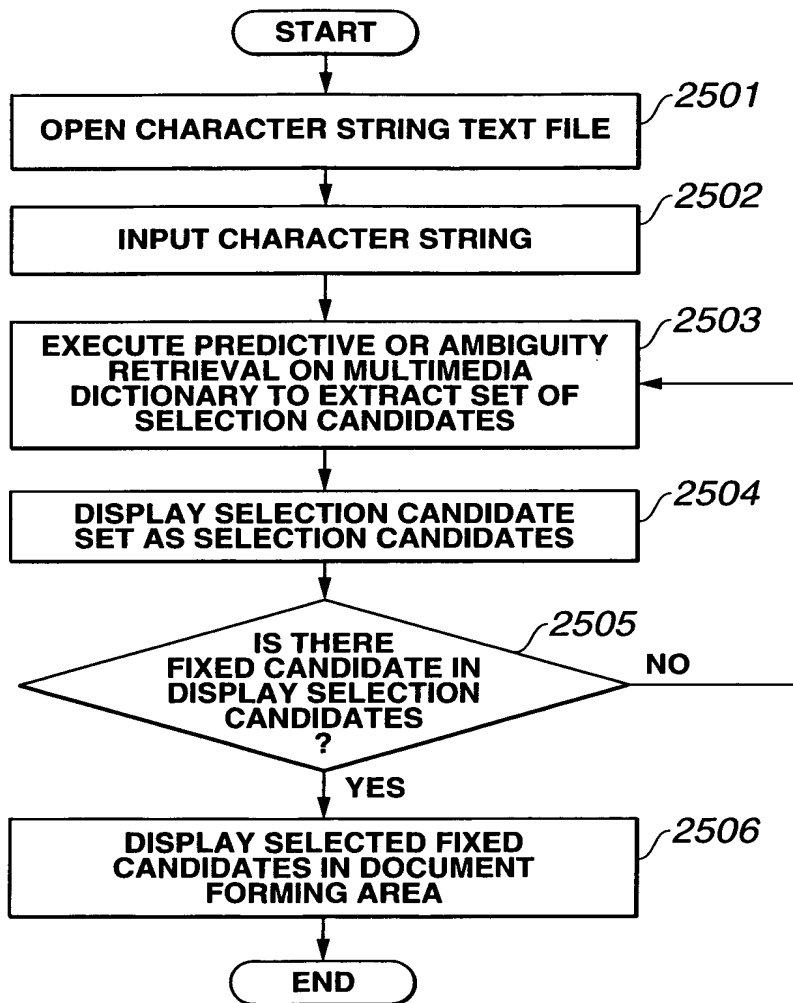 START
2501
OPEN CHARACTER STRING TEXT FILE
2502
INPUT CHARACTER STRING
2503
EXECUTE PREDICTIVE OR AMBIGUITY
RETRIEVAL ON MULTIMEDIA
DICTIONARY TO EXTRACT SET OF
SELECTION CANDIDATES
2504
DISPLAY SELECTION CANDIDATE
SET AS SELECTION CANDIDATES
2505
IS THERE
FIXED CANDIDATE IN
DISPLAY SELECTION
CANDIDATES
?
NO
YES
2506
DISPLAY SELECTED FIXED
CANDIDATES IN DOCUMENT
FORMING AREA
END